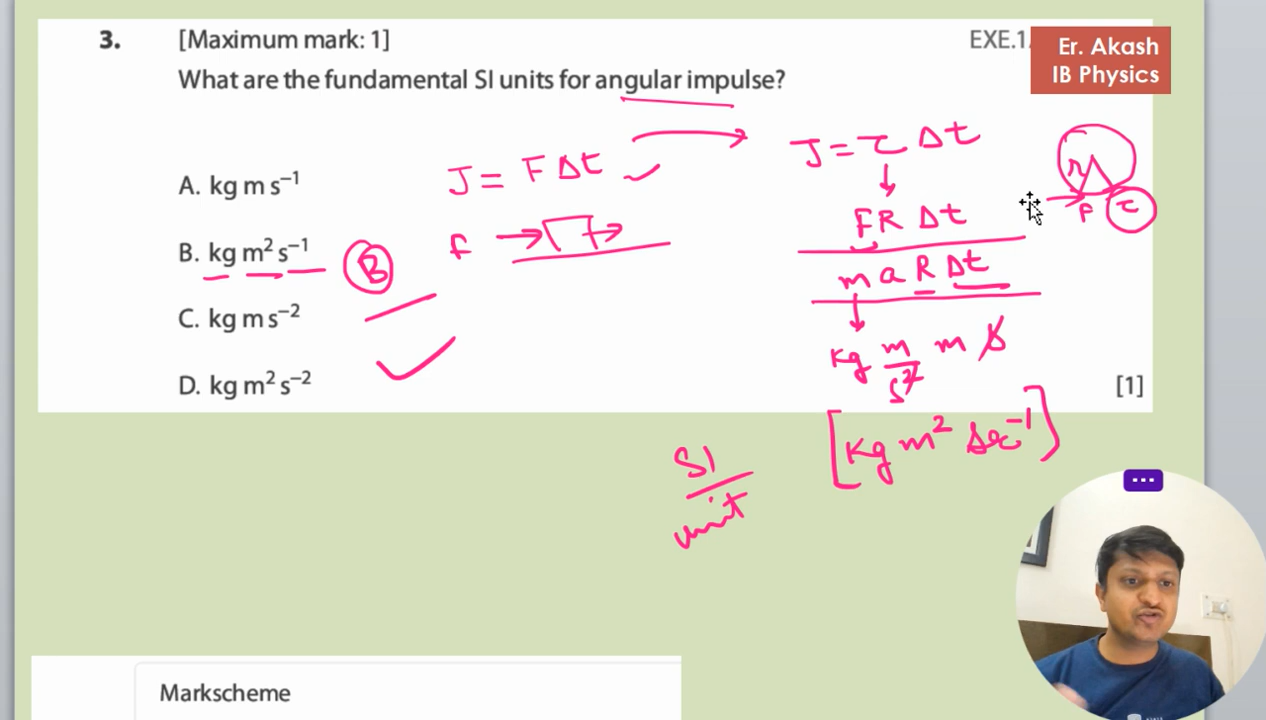 3.
[Maximum mark: 1]
EXE.1
Er. Akash
IB Physics
What are the fundamental SI units for angular impulse?
A. kg m s⁻¹
B. kg m² s⁻¹
C. kg m s⁻²
D. kg m² s⁻²
[1]
J = F Δt
F
B
J = τ Δt
FR Δt
m a R Δt
kg m/s² m s
[kg m² sec⁻¹]
r
F
τ
SI
unit
Markscheme